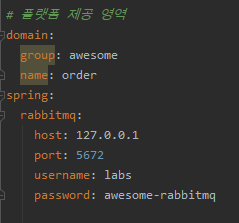 # 플랫폼 제공 영역
domain:
  group: awesome
  name: order
spring:
  rabbitmq:
    host: 127.0.0.1
    port: 5672
    username: labs
    password: awesome-rabbitmq